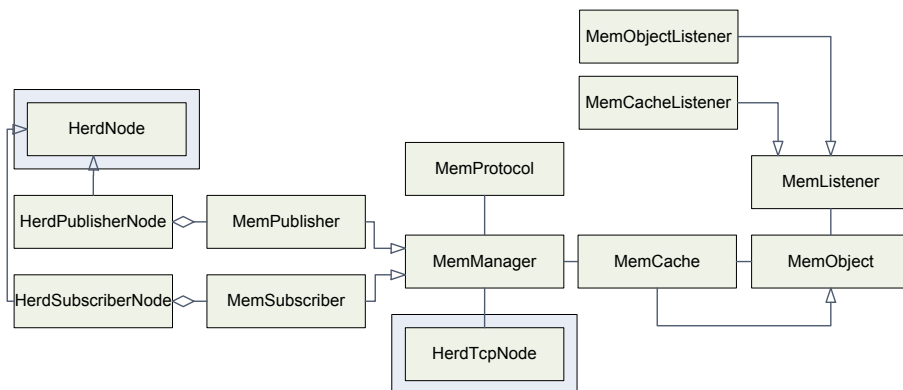 MemObjectListener
MemCacheListener
HerdNode
MemProtocol
MemListener
HerdPublisherNode
MemPublisher
MemManager
MemCache
MemObject
HerdSubscriberNode
MemSubscriber
HerdTcpNode